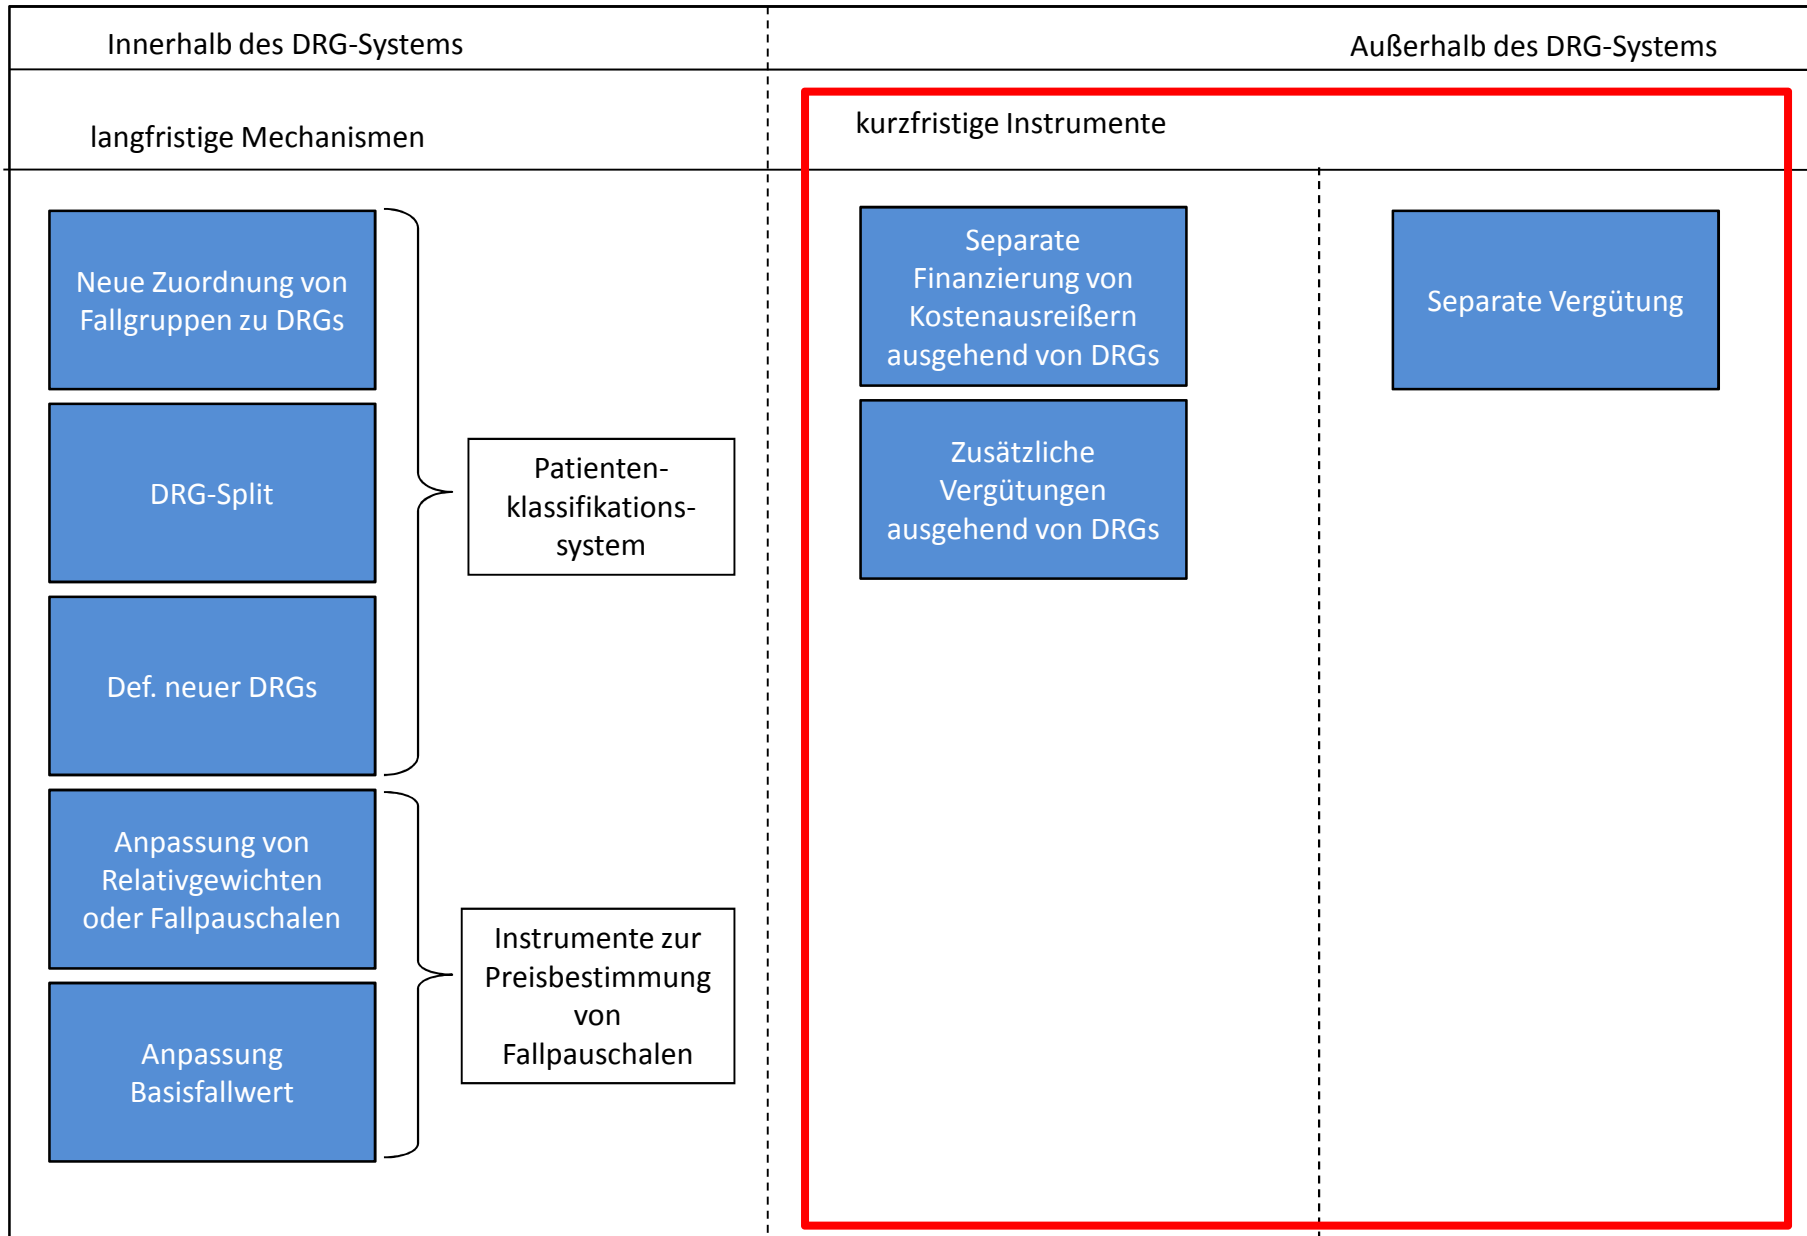 Innerhalb des DRG-Systems
Außerhalb des DRG-Systems
langfristige Mechanismen
kurzfristige Instrumente
Neue Zuordnung von
Fallgruppen zu DRGs
DRG-Split
Def. neuer DRGs
Patienten-
klassifikations-
system
Anpassung von
Relativgewichten
oder Fallpauschalen
Anpassung
Basisfallwert
Instrumente zur
Preisbestimmung
von
Fallpauschalen
Separate
Finanzierung von
Kostenausreißern
ausgehend von DRGs
Zusätzliche
Vergütungen
ausgehend von DRGs
Separate Vergütung